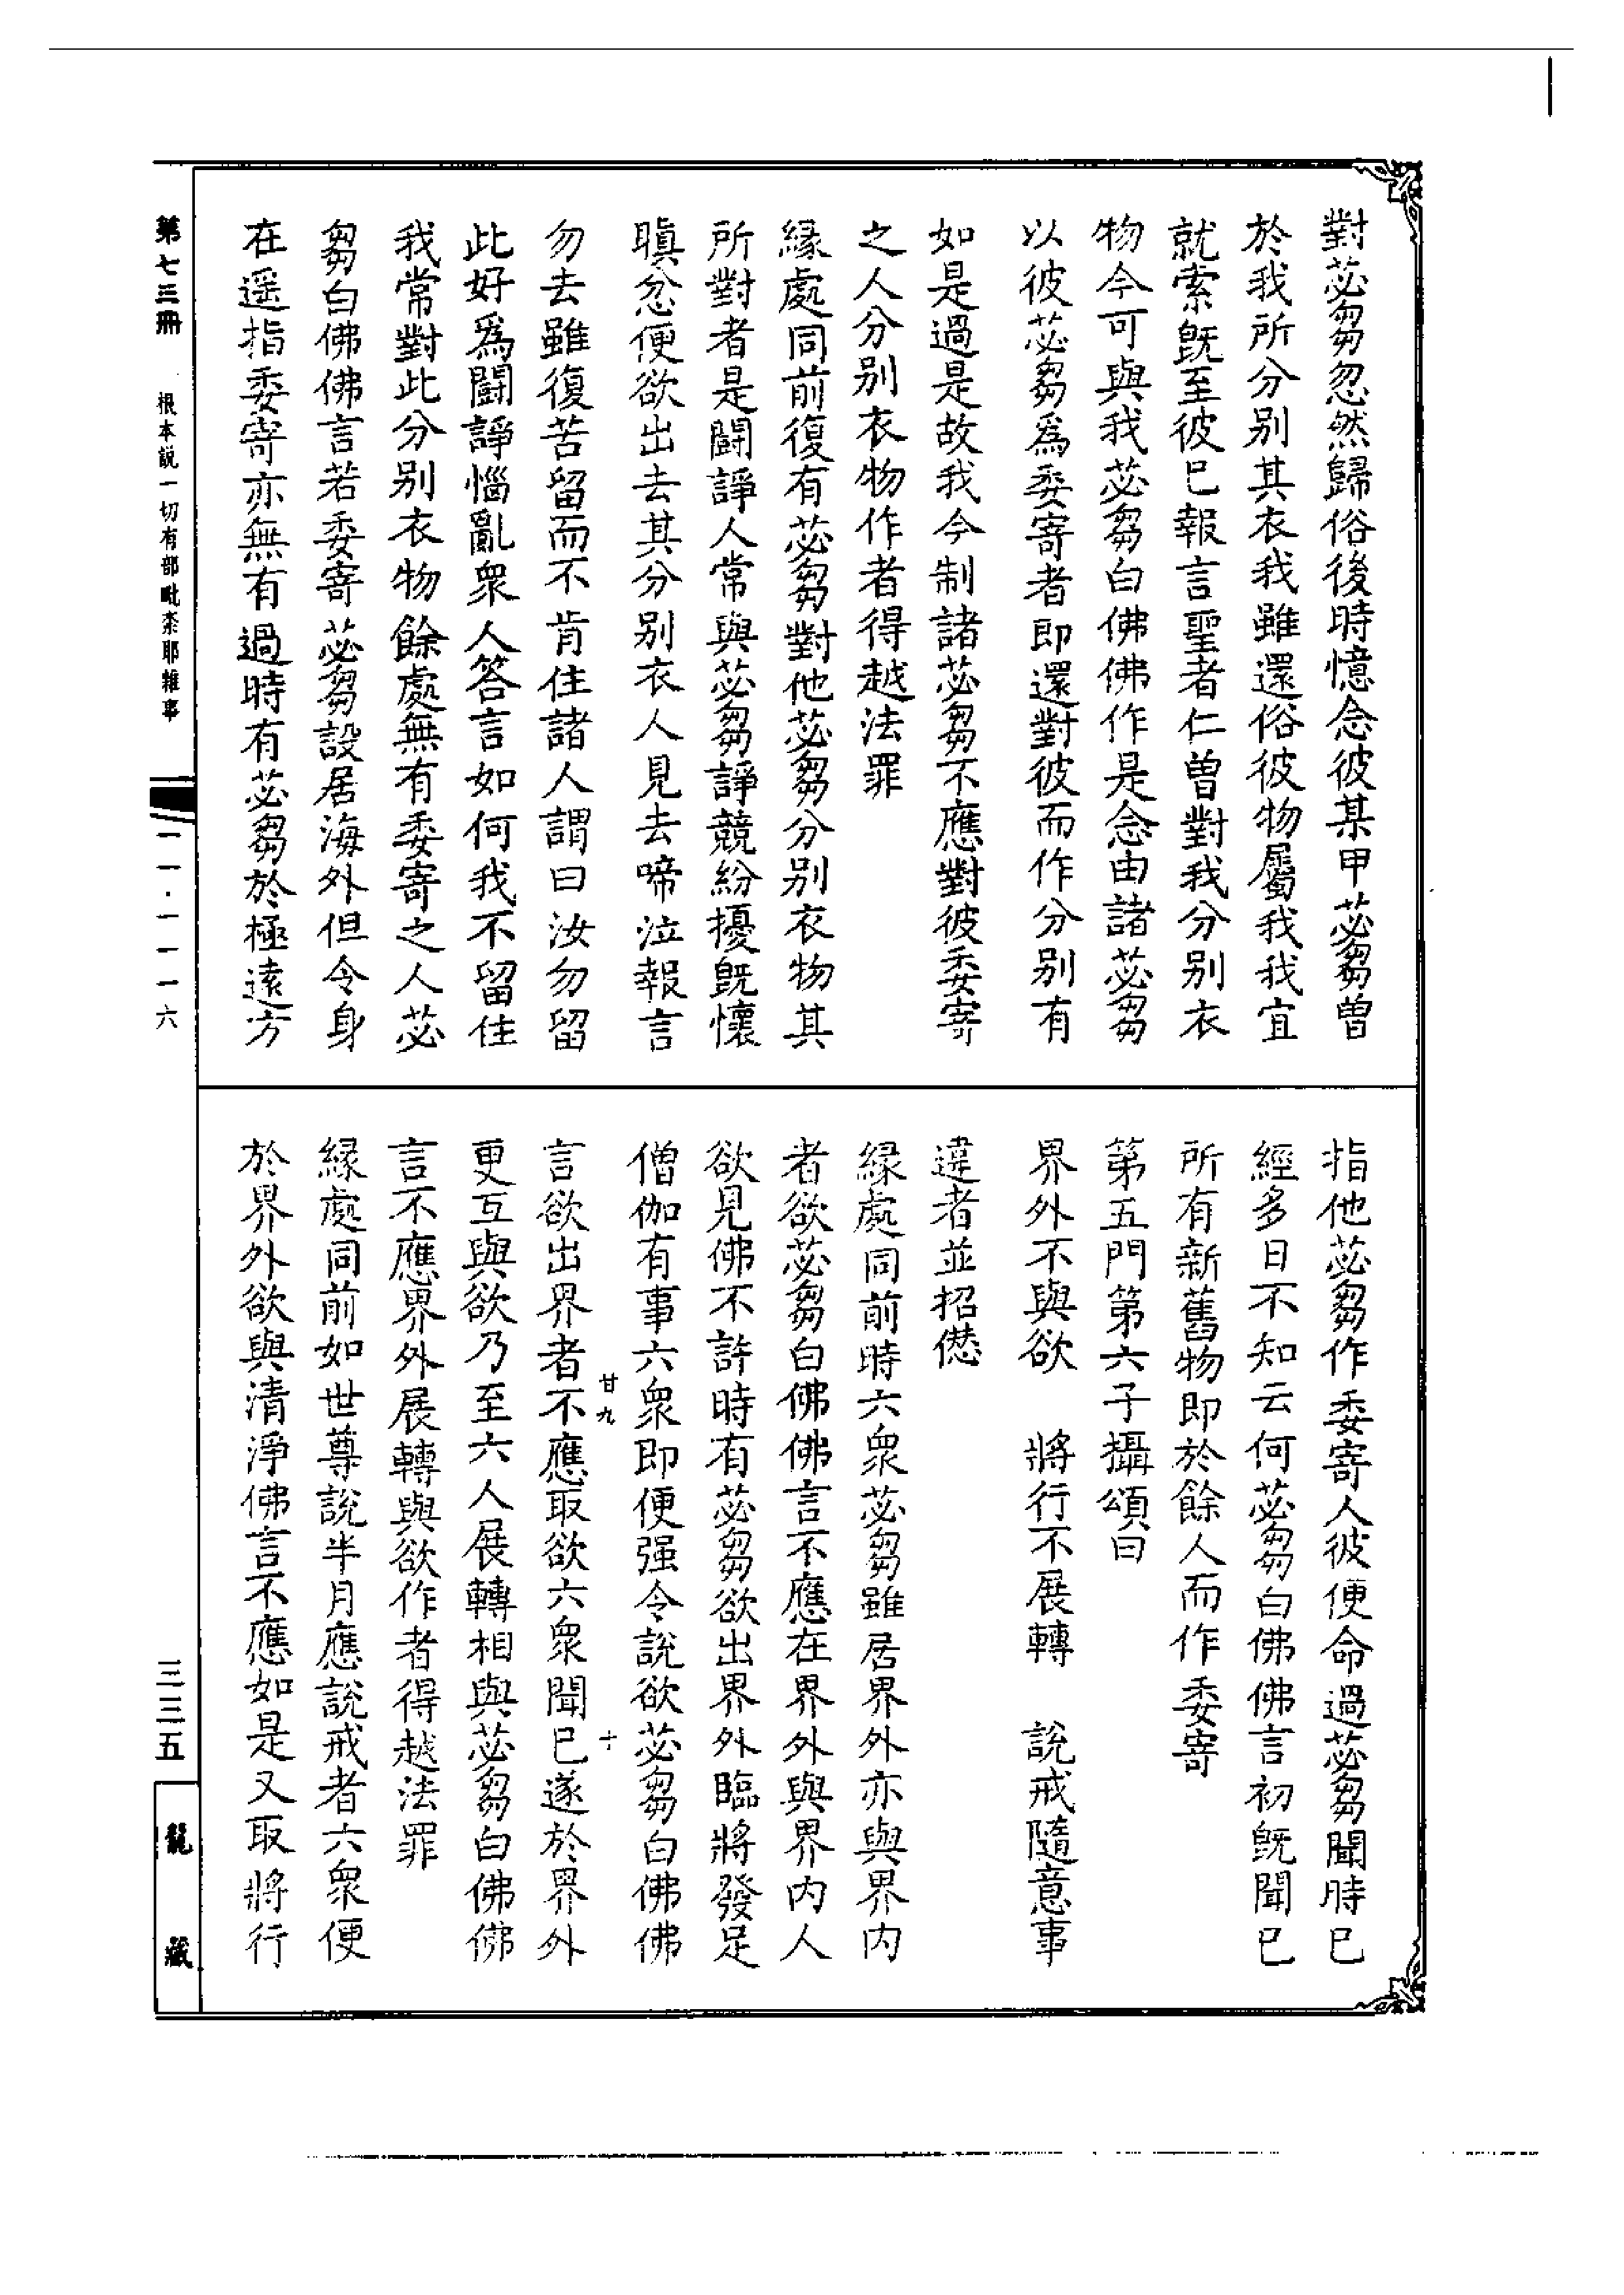 對苾芻忽然歸俗後時憶念彼某甲苾芻曾
於我所分别其衣我雖還俗彼物屬我我宜
就索旣至彼已報言聖者仁曾對我分别衣
物今可與我苾芻白佛佛作是念由諸苾芻
以彼苾芻爲委寄者即還對彼而作分别有
如是過是故我今制諸苾芻不應對彼委寄
之人分别衣物作者得越法罪
緣處同前復有苾芻對他苾芻分别衣物其
所對者是鬪諍人常與苾芻諍競紛擾旣懷
瞋忿便欲出去其分别衣人見去啼泣報言
勿去雖復苦留而不肯住諸人謂曰汝勿留
此好爲鬪諍惱亂衆人答言如何我不留住
我常對此分别衣物餘處無有委寄之人苾
芻白佛佛言若委寄苾芻設居海外但令身
在遥指委寄亦無有過時有苾芻於極遠方
指他苾芻作委寄人彼便命過苾芻聞時已
經多日不知云何苾芻白佛佛言初旣聞已
所有新舊物即於餘人而作委寄
第五門第六子攝頌曰
界外不與欲　將行不展轉　說戒隨意事
違者並招愆
緣處同前時六衆苾芻雖居界外亦與界内
者欲苾芻白佛佛言不應在界外與界内人
欲見佛不許時有苾芻欲出界外臨將發足
僧伽有事六衆即便强令說欲苾芻白佛佛
言欲出界者不應取欲六衆聞已遂於界外
更互與欲乃至六人展轉相與苾芻白佛佛
言不應界外展轉與欲作者得越法罪
緣處同前如世尊說半月應說戒者六衆便
於界外欲與清淨佛言不應如是又取將行
甘九
十
第七三冊　根本説一切有部毗柰耶雜事
一一·一一一六
三三五
龍藏